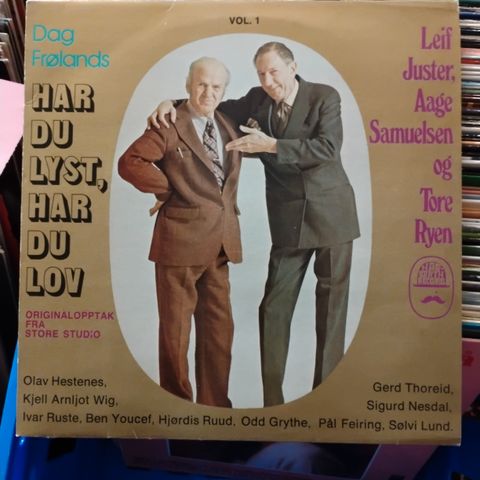 VOL. 1
Dag
Frølands
HAR
DU
LYST,
HAR
DU
LOV
ORIGINALOPPTAK
FRA
STORE STUDIO
Leif
Juster,
Aage
Samuelsen
og
Tore
Ryen
Olav Hestenes,
Kjell Arnljot Wig,
Ivar Ruste, Ben Youcef, Hjørdis Ruud, Odd Grythe, Pål Feiring, Sølvi Lund.
Gerd Thoreid,
Sigurd Nesdal,